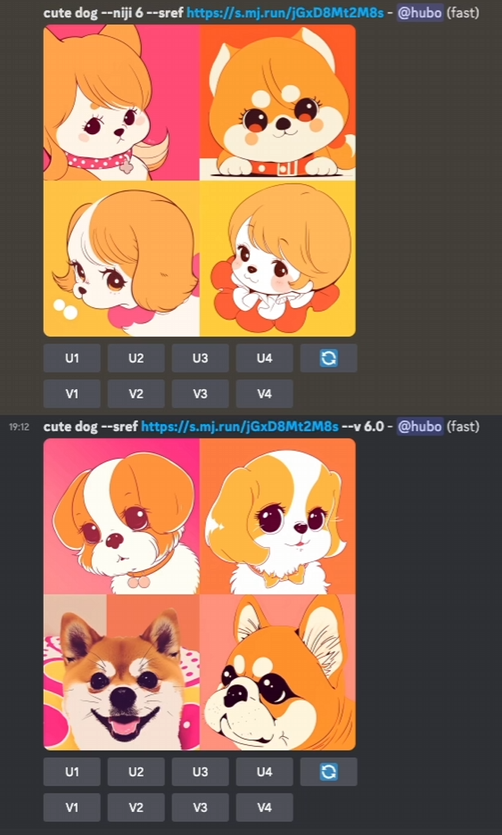 cute dog --niji 6 --sref https://s.mj.run/jGxD8Mt2M8s - @hubo (fast)
U1 U2 U3 U4
V1 V2 V3 V4
19:12 cute dog --sref https://s.mj.run/jGxD8Mt2M8s --v 6.0 - @hubo (fast)
U1 U2 U3 U4
V1 V2 V3 V4